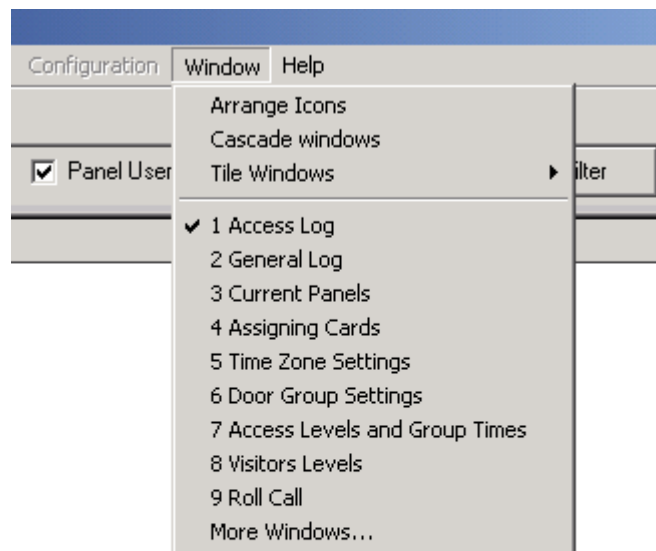 Configuration Window Help
Arrange Icons
Cascade windows
Panel User Tile Windows ilter
1 Access Log
2 General Log
3 Current Panels
4 Assigning Cards
5 Time Zone Settings
6 Door Group Settings
7 Access Levels and Group Times
8 Visitors Levels
9 Roll Call
More Windows...